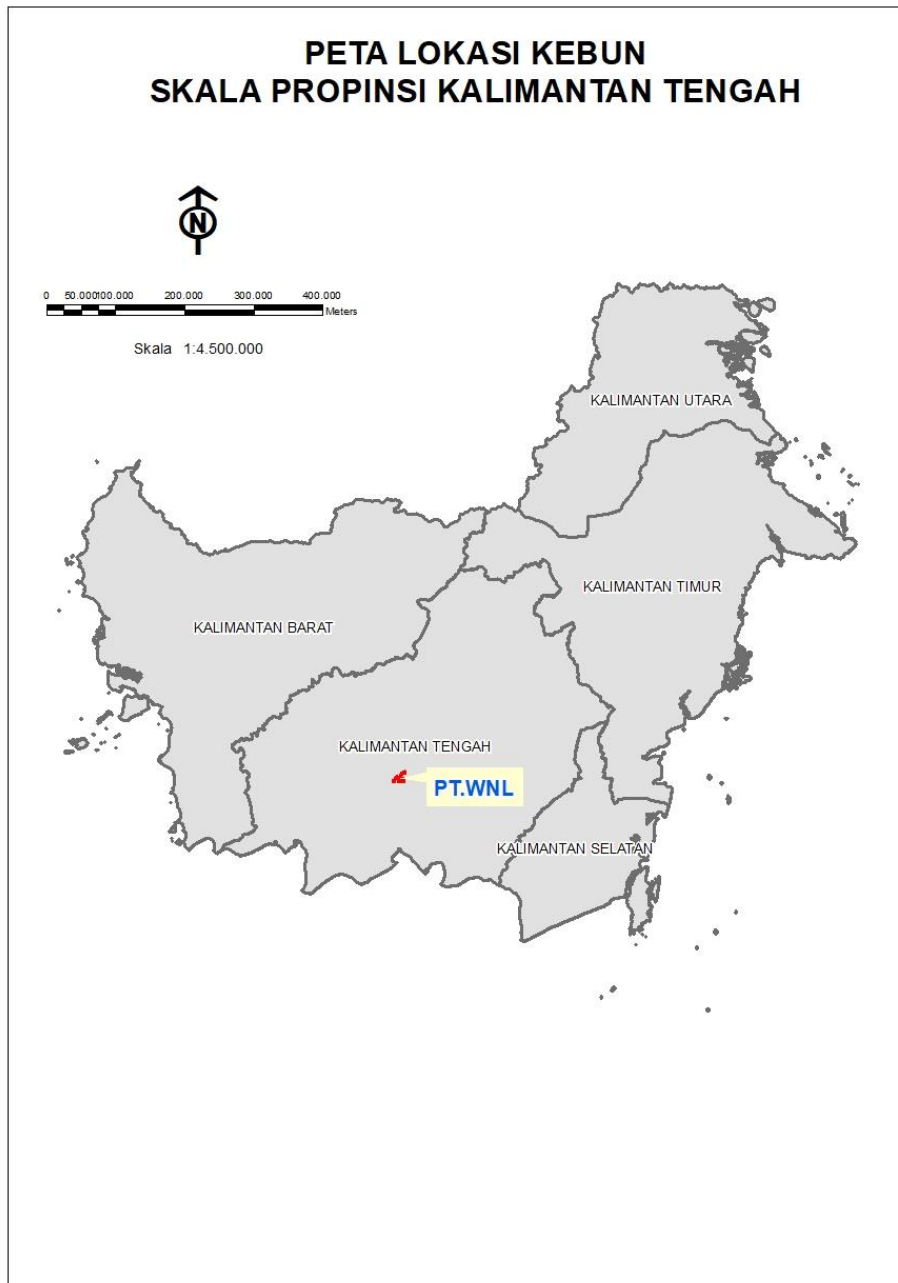 PETA LOKASI KEBUN
SKALA PROPINSI KALIMANTAN TENGAH
N
0 50.000100.000 200.000 300.000 400.000
Meters
Skala 1:4.500.000
KALIMANTAN UTARA
KALIMANTAN TIMUR
KALIMANTAN BARAT
KALIMANTAN TENGAH
PT.WNL
KALIMANTAN SELATAN